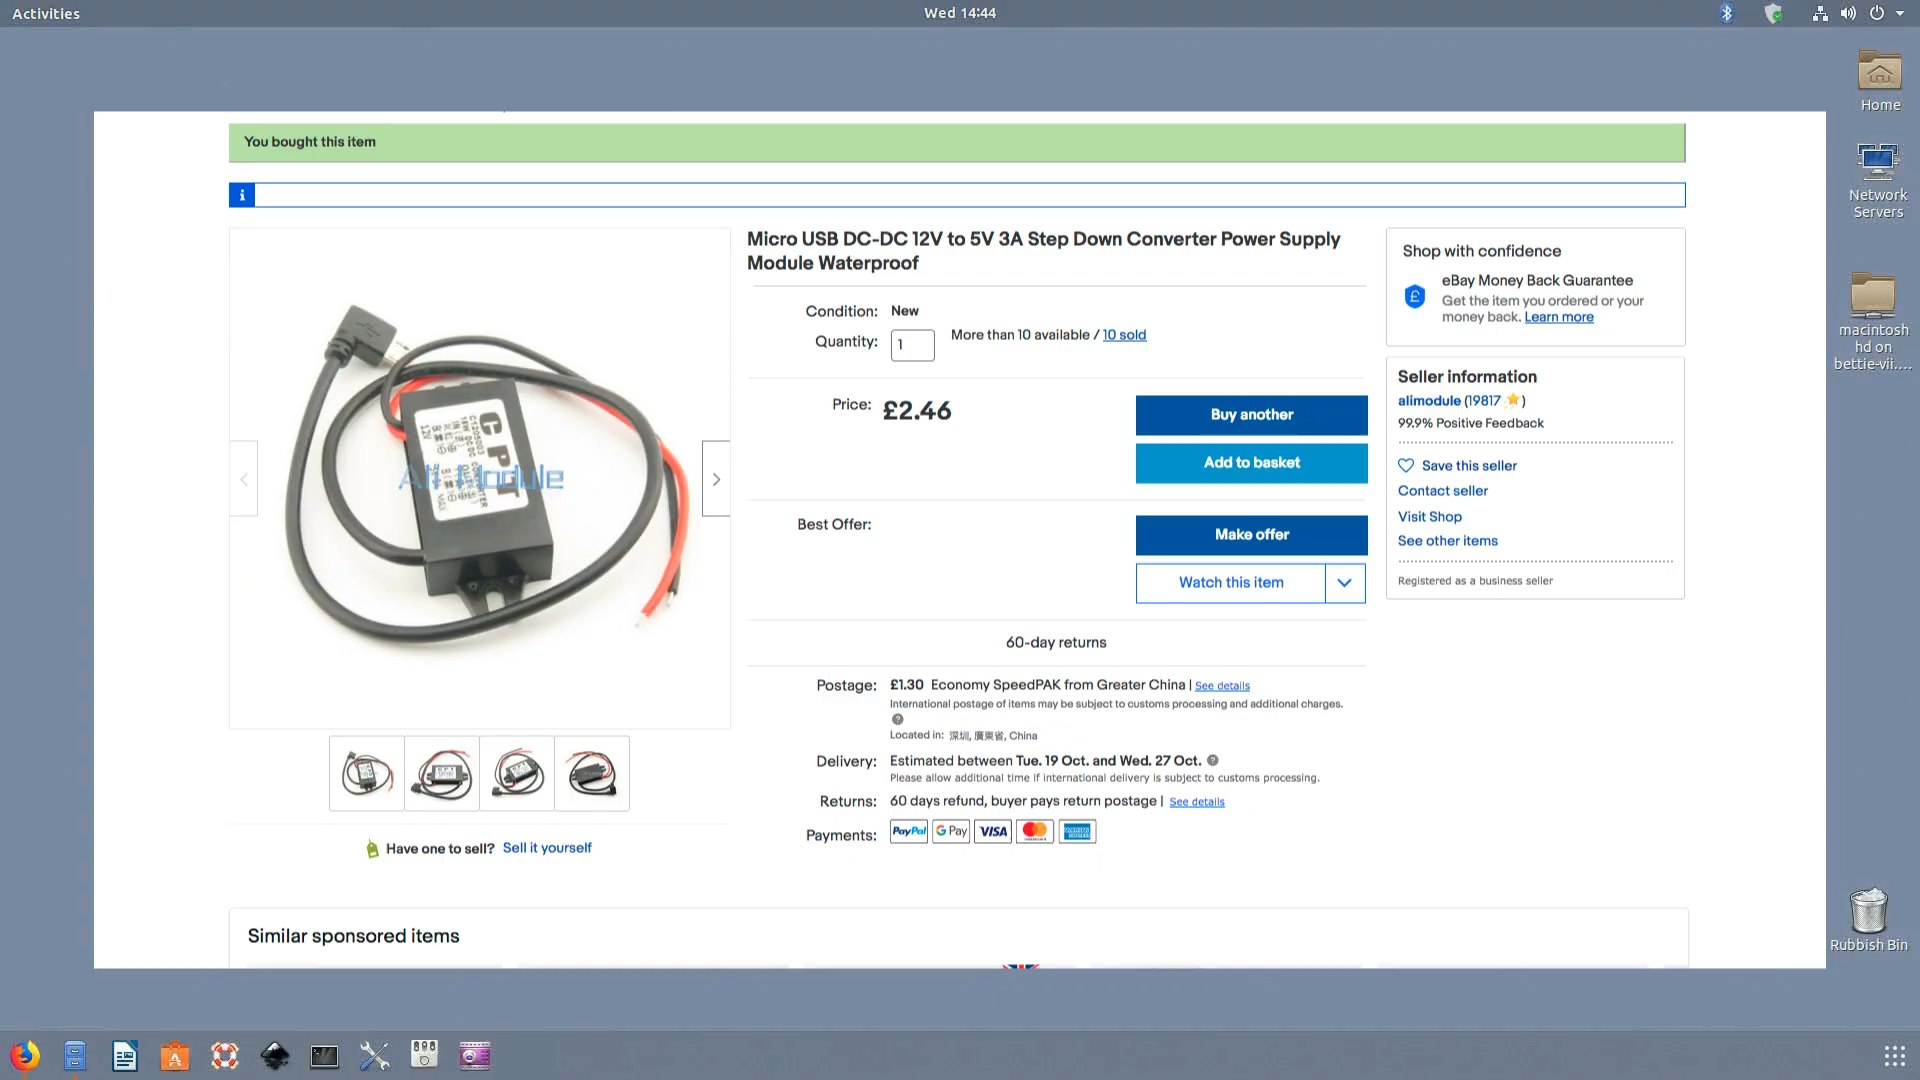 Activities
Wed 14:44
Home
Network
Servers
macintosh
hd on
bettie-vii....
Rubbish Bin
You bought this item
i
Micro USB DC-DC 12V to 5V 3A Step Down Converter Power Supply
Module Waterproof
Condition: New
Quantity: 1 More than 10 available / 10 sold
Price: £2.46
Buy another
Add to basket
Best Offer:
Make offer
Watch this item
60-day returns
Postage: £1.30 Economy SpeedPAK from Greater China | See details
International postage of items may be subject to customs processing and additional charges.
Located in: 深圳, 廣東省, China
Delivery: Estimated between Tue. 19 Oct. and Wed. 27 Oct.
Please allow additional time if international delivery is subject to customs processing.
Returns: 60 days refund, buyer pays return postage | See details
Payments: PayPal G Pay VISA
Shop with confidence
eBay Money Back Guarantee
Get the item you ordered or your
money back. Learn more
Seller information
alimodule (19817)
99.9% Positive Feedback
Save this seller
Contact seller
Visit Shop
See other items
Registered as a business seller
CPT
Ali Module
Have one to sell? Sell it yourself
Similar sponsored items